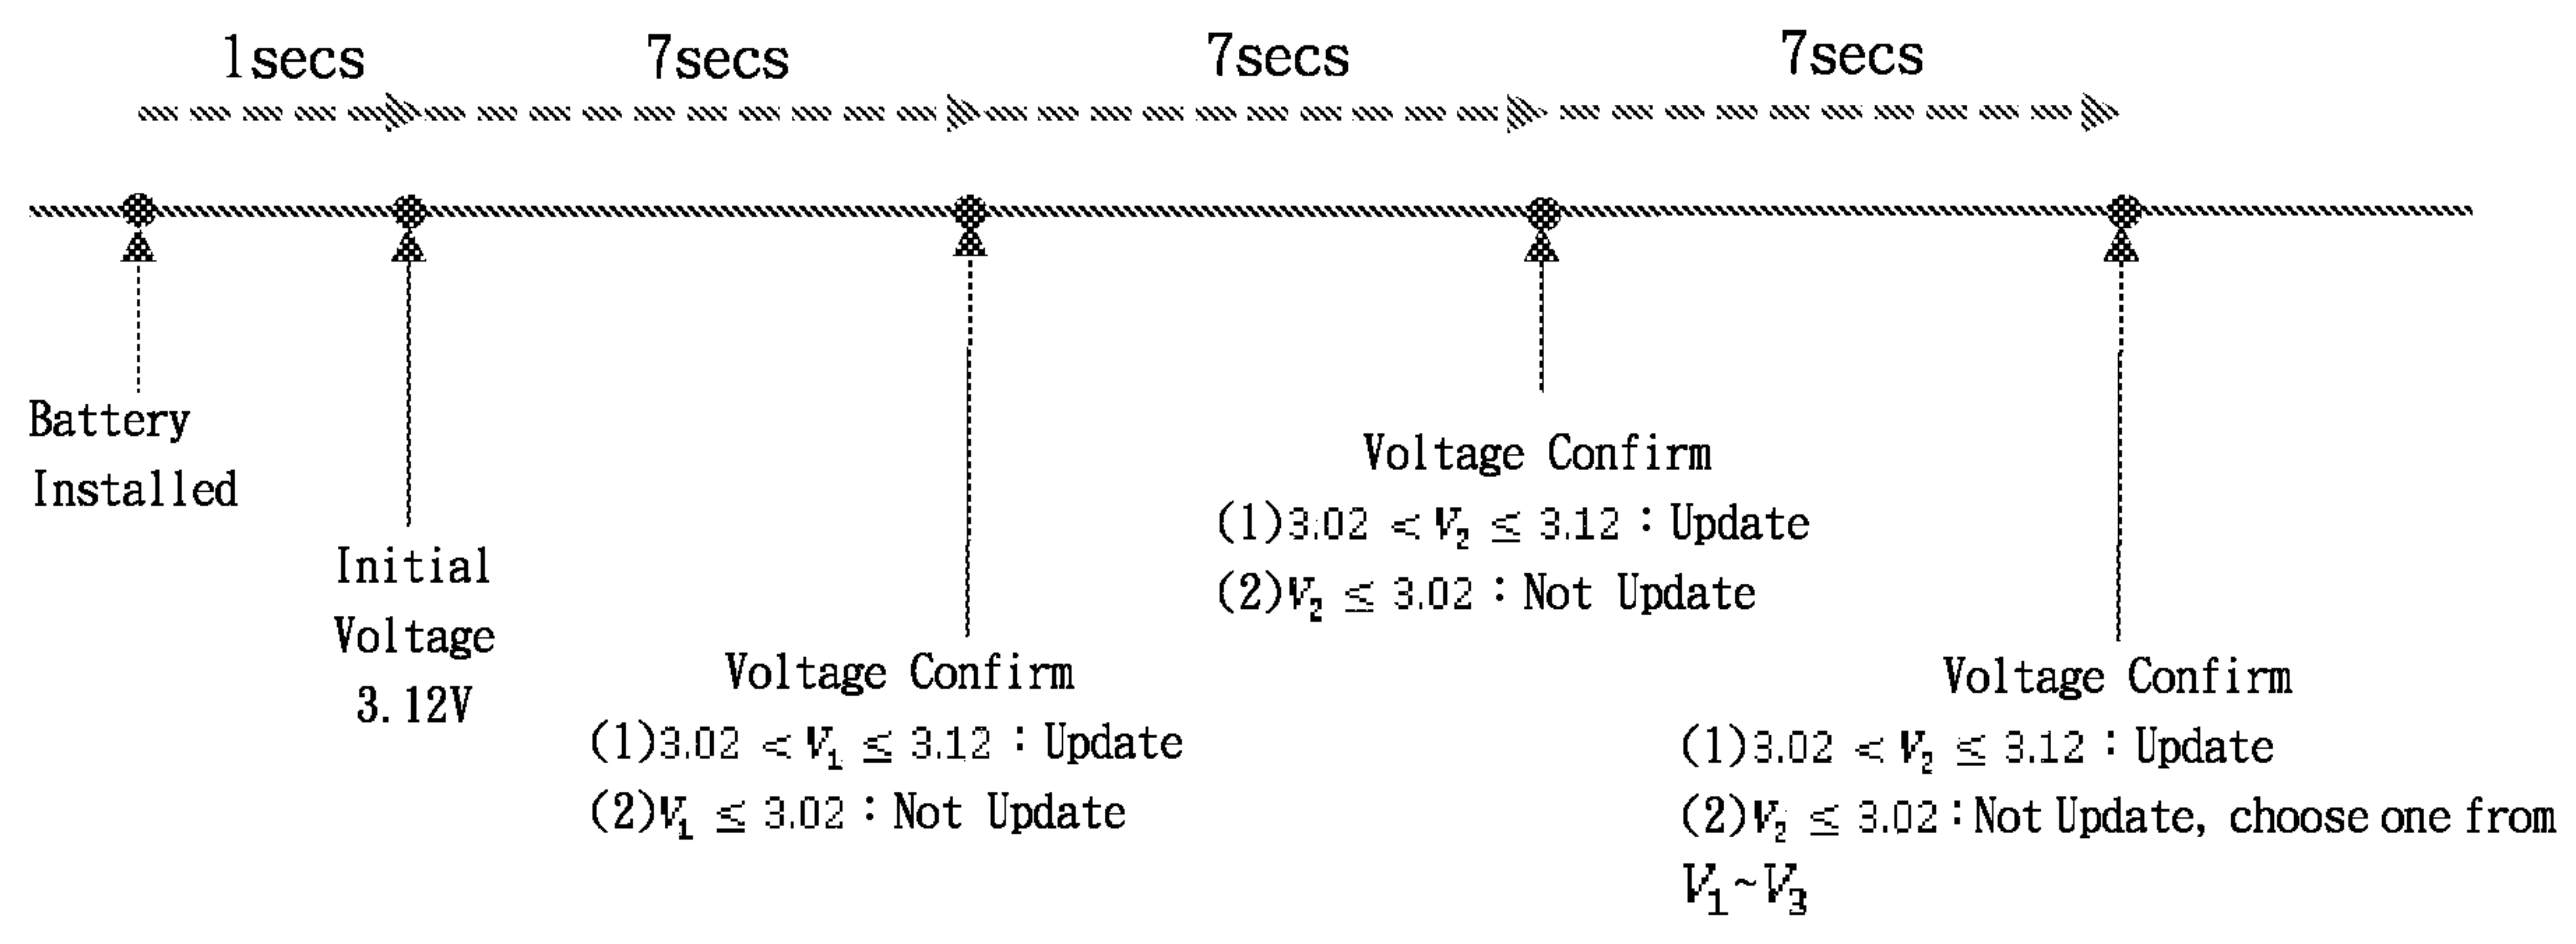 1secs
7secs
7secs
7secs
Battery
Installed
Initial
Voltage
3.12V
Voltage Confirm
(1)3.02 < V₁ ≤ 3.12 : Update
(2)V₁ ≤ 3.02 : Not Update
Voltage Confirm
(1)3.02 < V₂ ≤ 3.12 : Update
(2)V₂ ≤ 3.02 : Not Update
Voltage Confirm
(1)3.02 < V₂ ≤ 3.12 : Update
(2)V₂ ≤ 3.02 : Not Update, choose one from
V₁~V₃